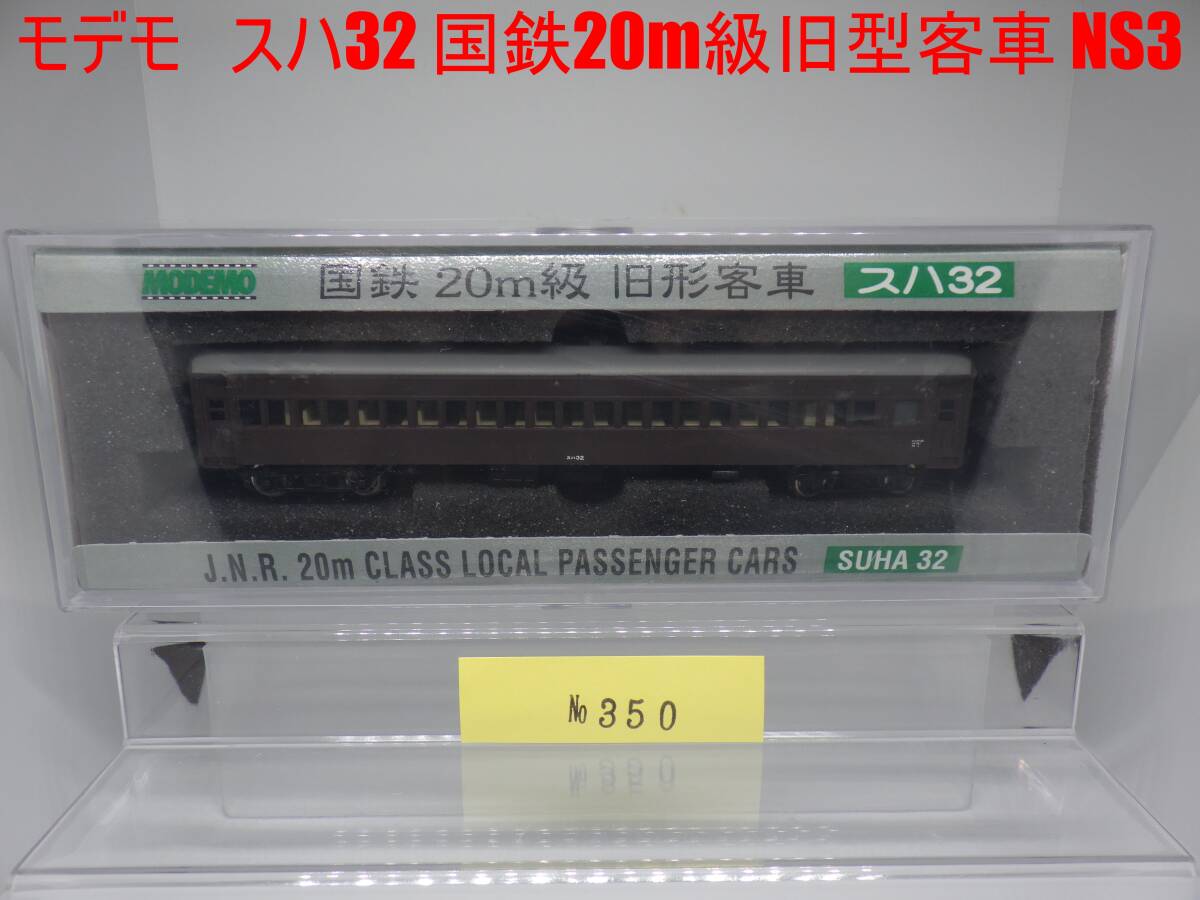 モデモ スハ32 国鉄20m級旧型客車 NS3
MODEMO 国鉄 20m級 旧形客車 スハ32
スハ32
J.N.R. 20m CLASS LOCAL PASSENGER CARS SUHA 32
№350